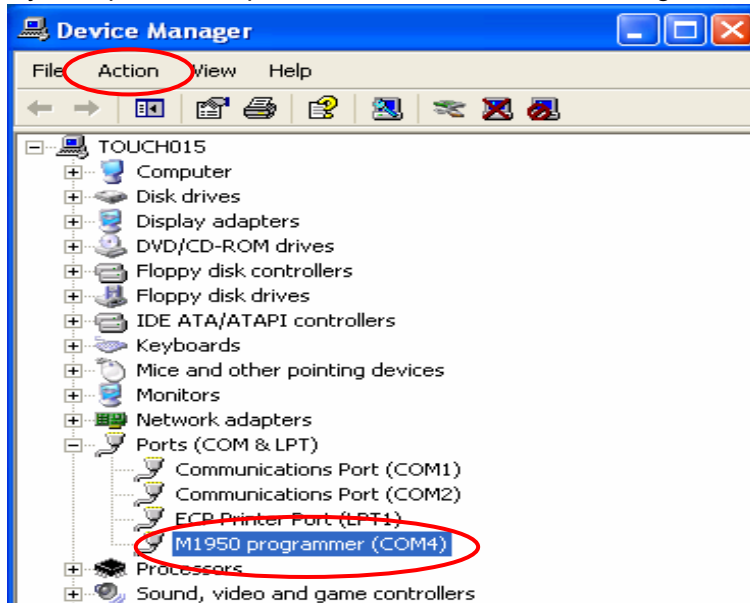 Device Manager
File Action View Help
TOUCH015
Computer
Disk drives
Display adapters
DVD/CD-ROM drives
Floppy disk controllers
Floppy disk drives
IDE ATA/ATAPI controllers
Keyboards
Mice and other pointing devices
Monitors
Network adapters
Ports (COM & LPT)
Communications Port (COM1)
Communications Port (COM2)
ECP Printer Port (LPT1)
M1950 programmer (COM4)
Processors
Sound, video and game controllers